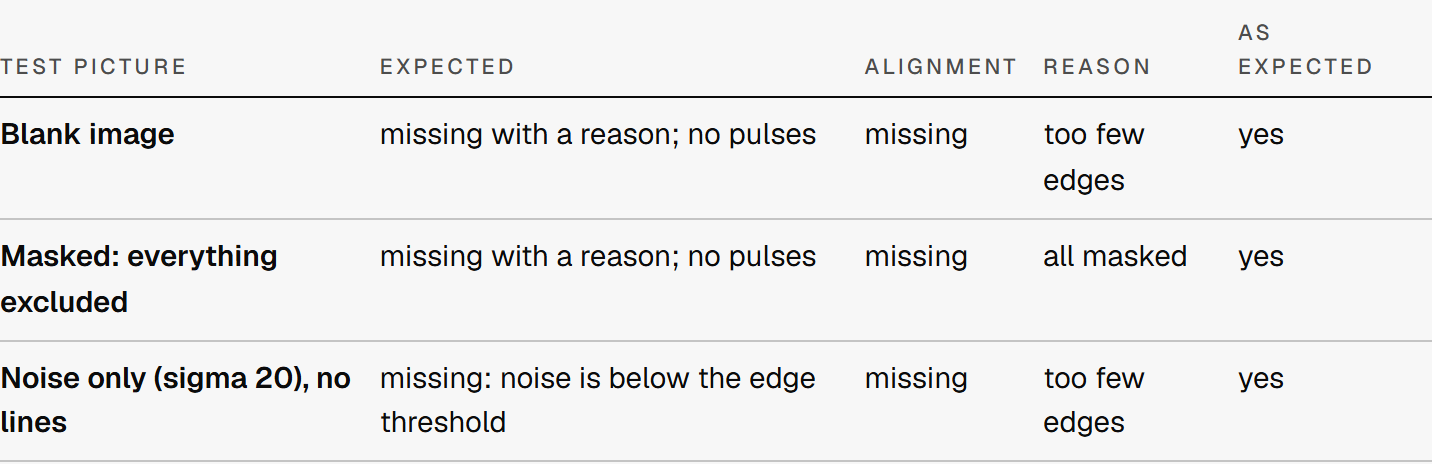 AS
TEST PICTURE EXPECTED ALIGNMENT REASON EXPECTED
Blank image missing with a reason; no pulses missing too few yes
edges
Masked: everything missing with a reason; no pulses missing all masked yes
excluded
Noise only (sigma 20), no missing: noise is below the edge missing too few yes
lines threshold edges